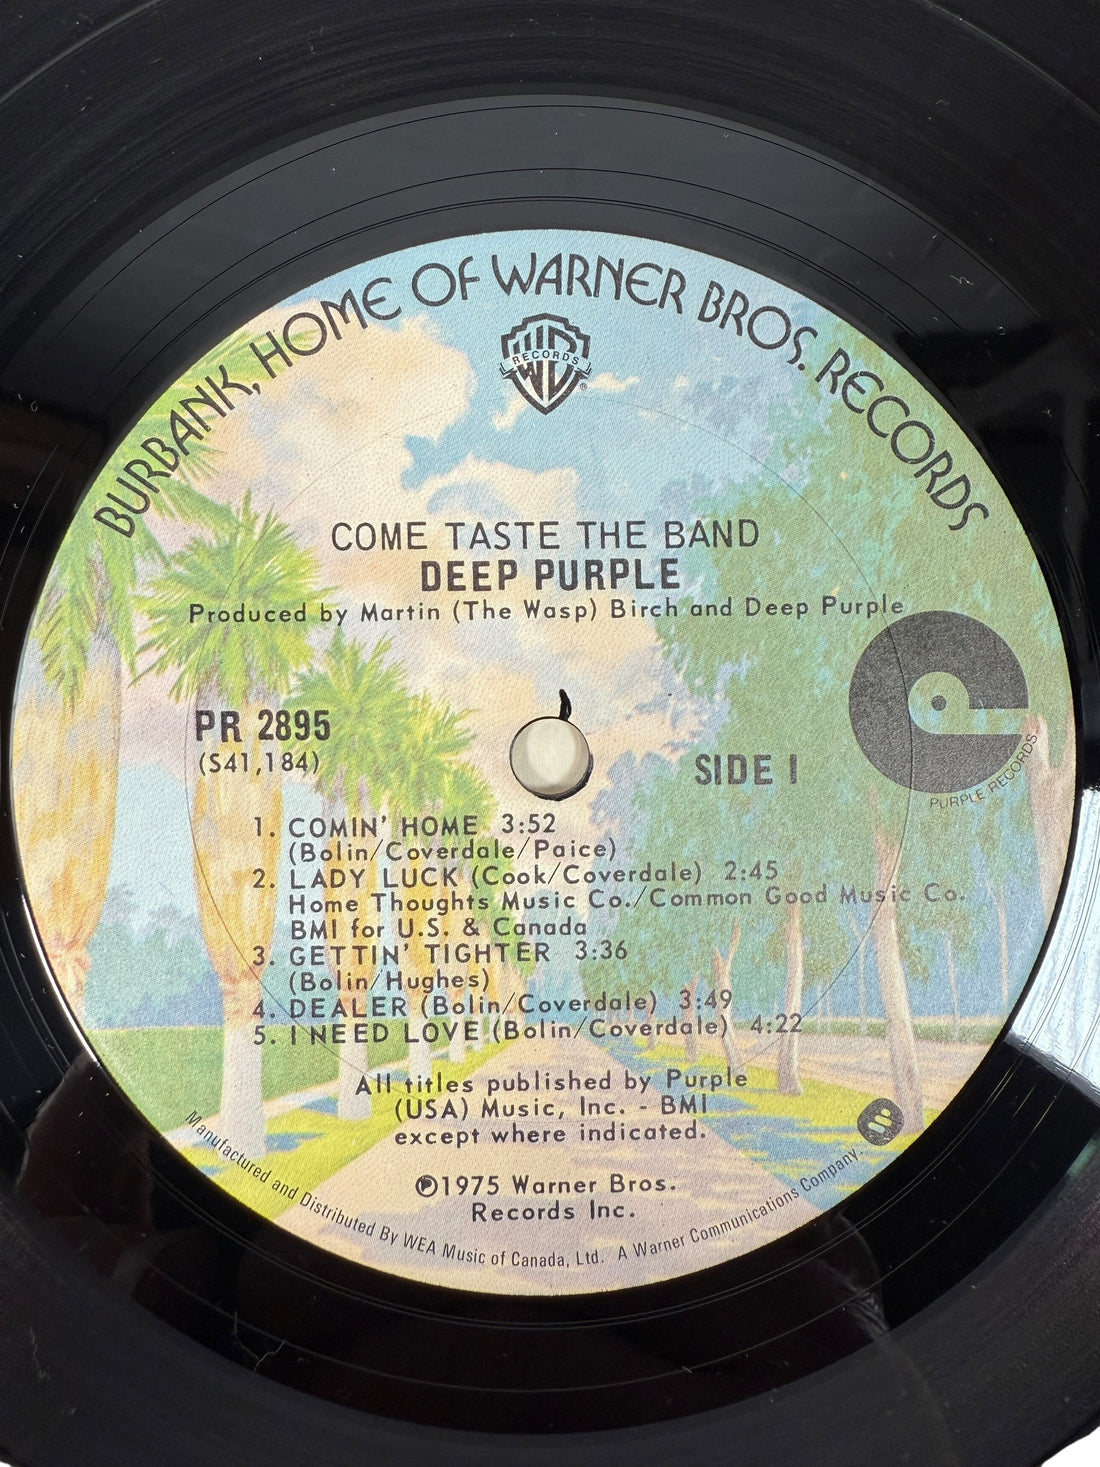 BURBANK, HOME OF WARNER BROS. RECORDS
RECORDS
®
COME TASTE THE BAND
DEEP PURPLE
Produced by Martin (The Wasp) Birch and Deep Purple
PURPLE RECORDS
PR 2895
(S41,184)
SIDE I
1. COMIN' HOME 3:52
(Bolin/Coverdale/Paice)
2. LADY LUCK (Cook/Coverdale) 2:45
Home Thoughts Music Co./Common Good Music Co.
BMI for U.S. & Canada
3. GETTIN' TIGHTER 3:36
(Bolin/Hughes)
4. DEALER (Bolin/Coverdale) 3:49
5. I NEED LOVE (Bolin/Coverdale) 4:22
All titles published by Purple
(USA) Music, Inc. - BMI
except where indicated.
℗1975 Warner Bros.
Records Inc.
Manufactured and Distributed By WEA Music of Canada, Ltd. A Warner Communications Company.